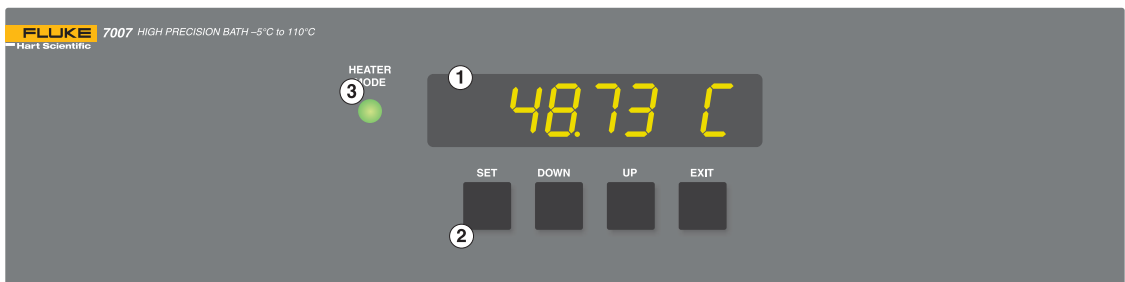 FLUKE
Hart Scientific
7007 HIGH PRECISION BATH –5°C to 110°C
HEATER
MODE
3
1
48.73 C
SET DOWN UP EXIT
2